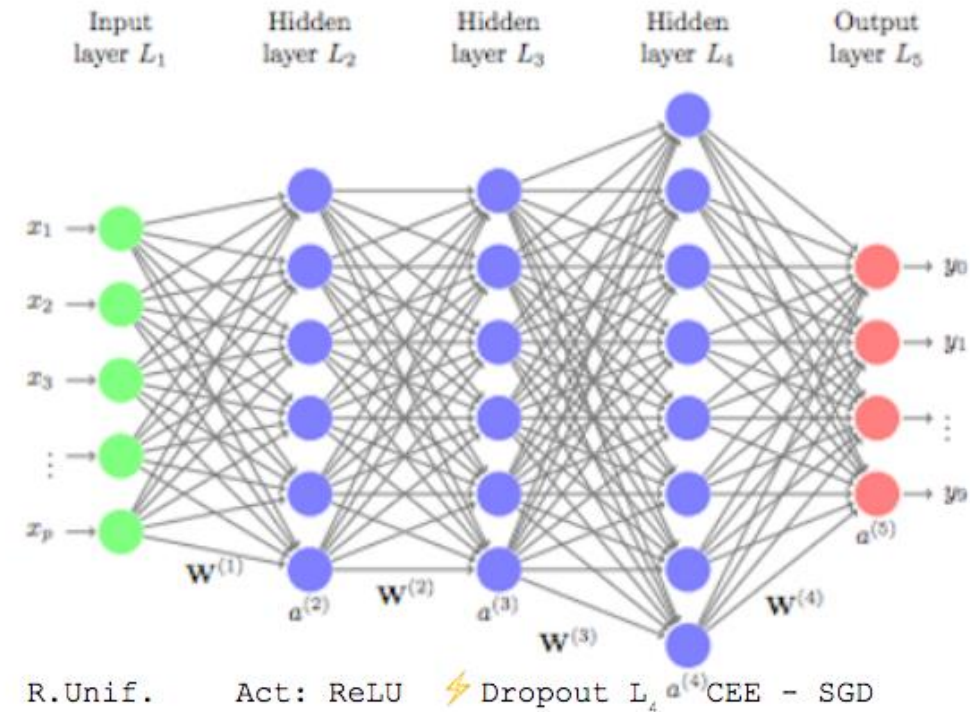 Input Hidden Hidden Hidden Output
layer L₁ layer L₂ layer L₃ layer L₄ layer L₅
x₁
x₂
x₃
⋮
xₚ
y₀
y₁
⋮
y₉
W⁽¹⁾
a⁽²⁾
W⁽²⁾
a⁽³⁾
W⁽³⁾
a⁽⁴⁾
W⁽⁴⁾
a⁽⁵⁾
R.Unif. Act: ReLU ⚡Dropout L₄ CEE - SGD